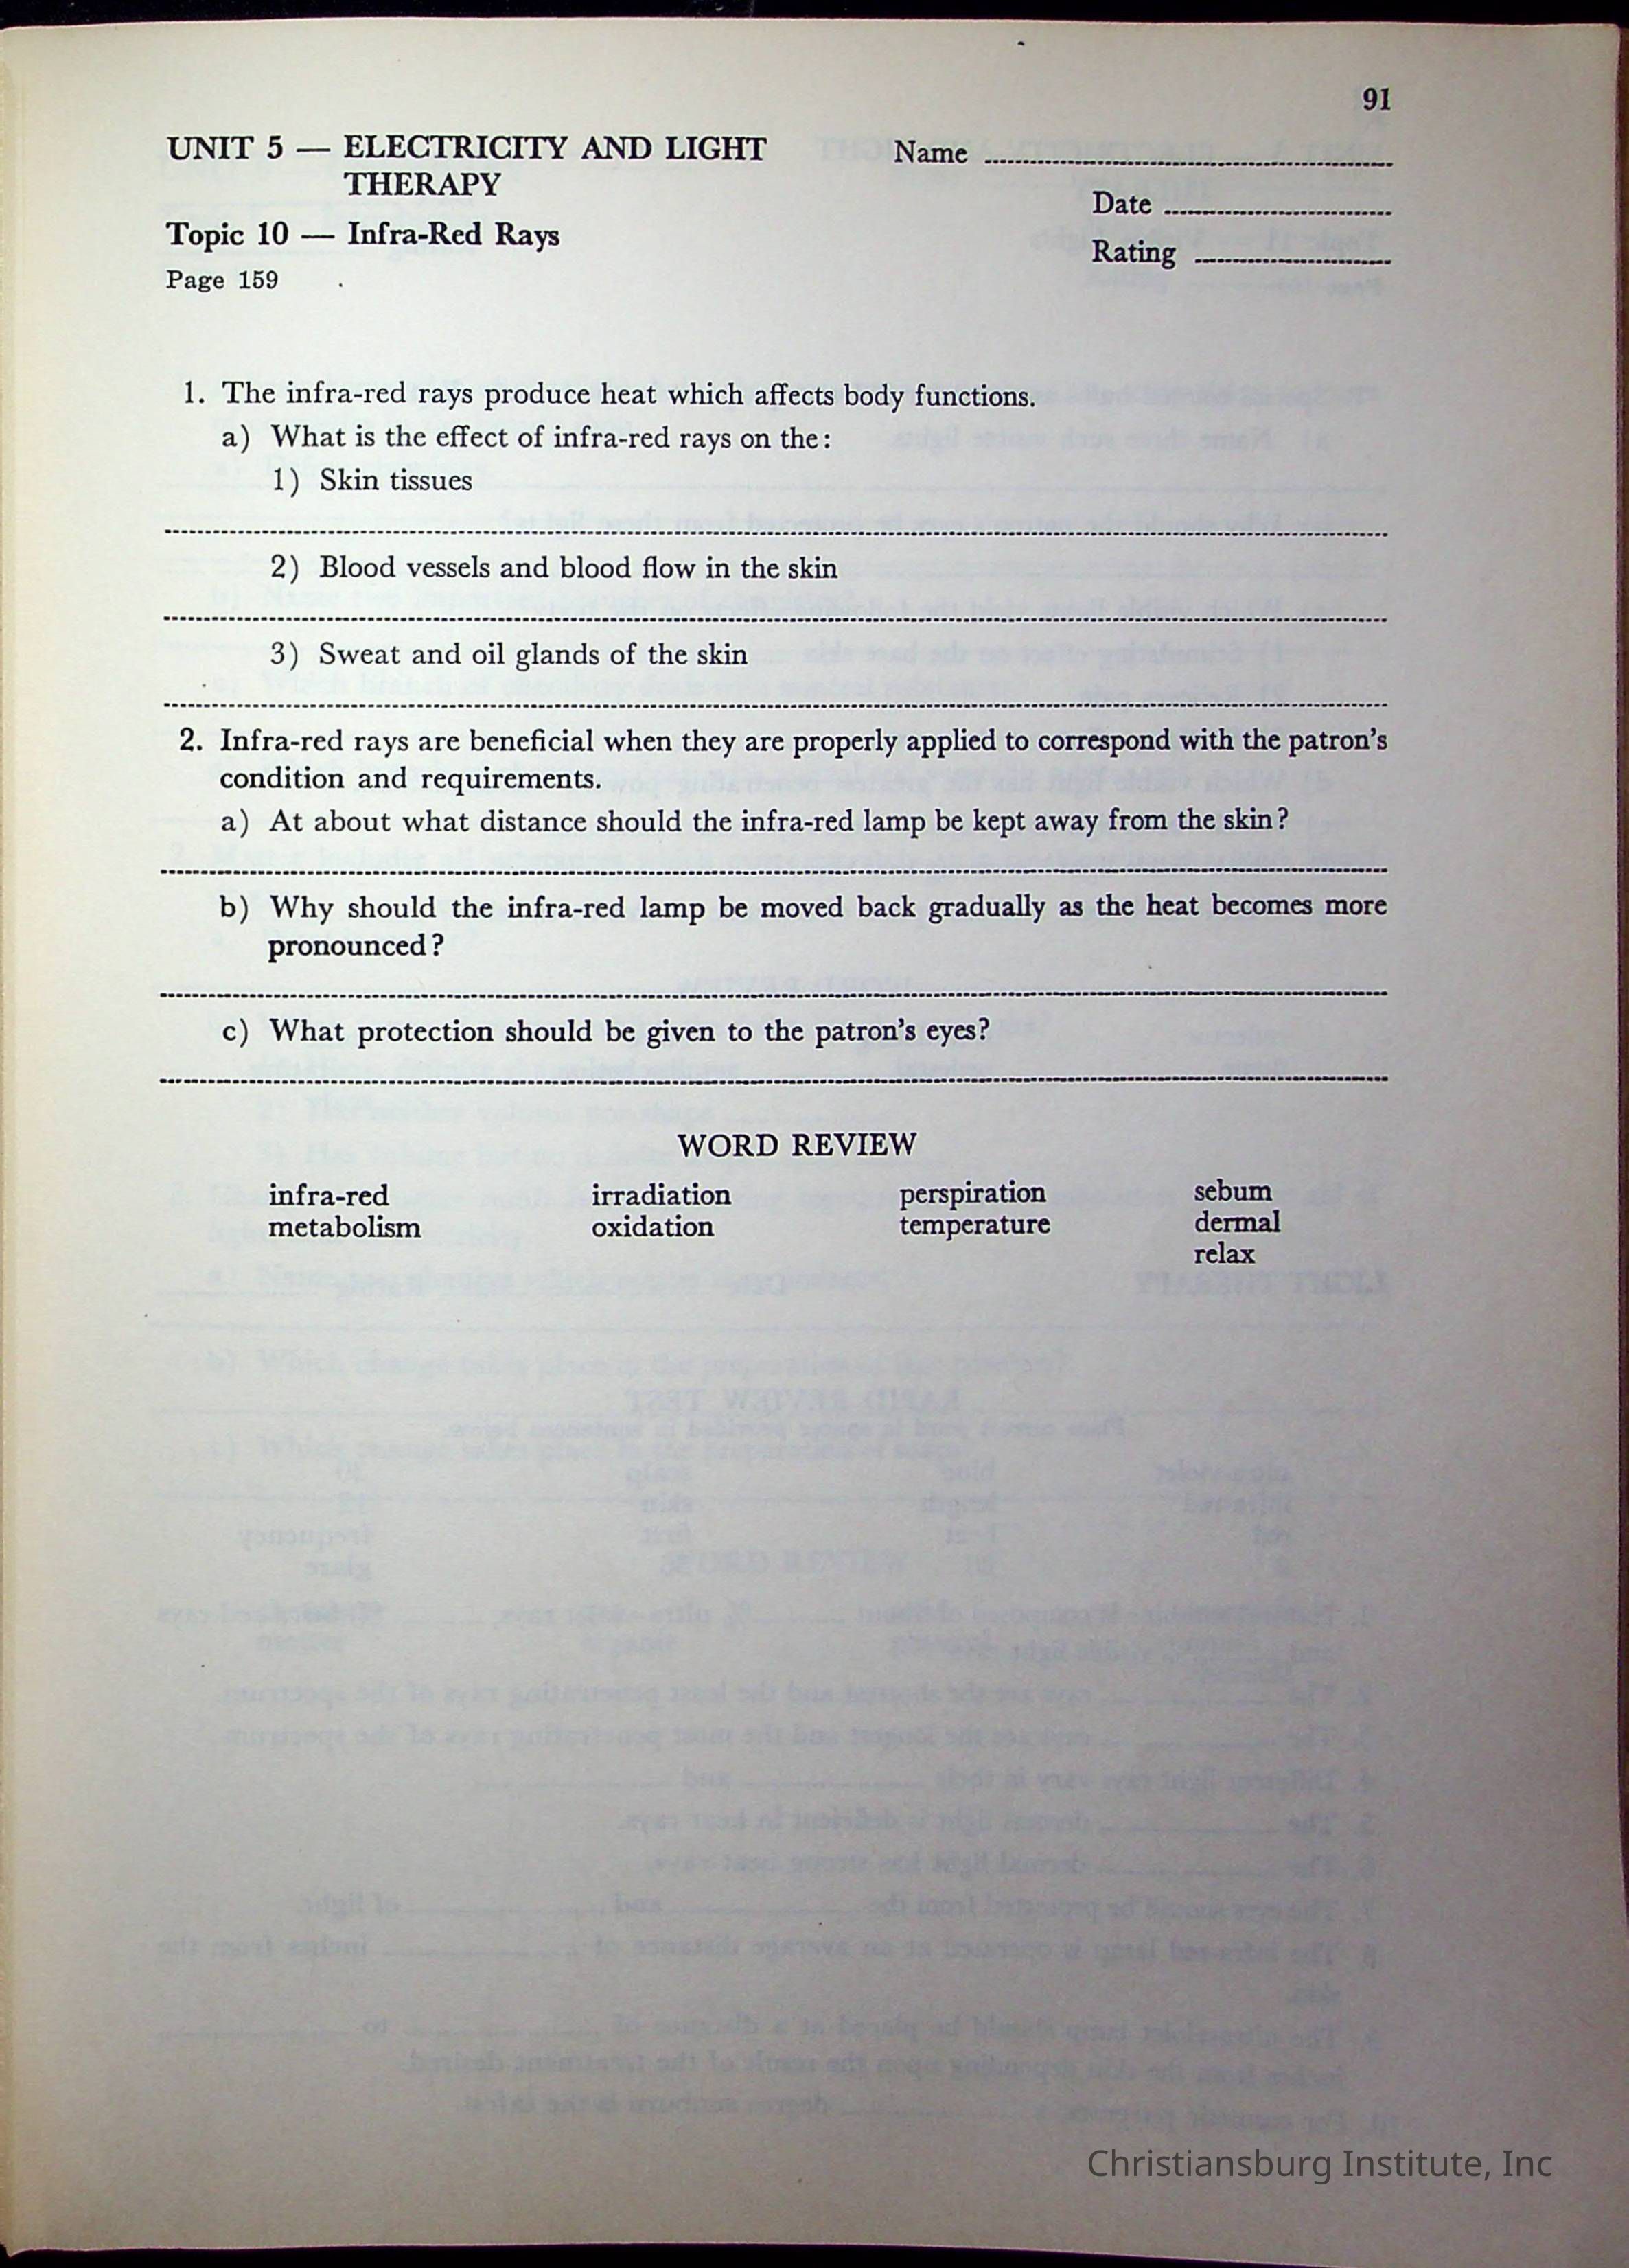 91
UNIT 5 — ELECTRICITY AND LIGHT
THERAPY
Name
Date
Topic 10 — Infra-Red Rays
Rating
Page 159
1. The infra-red rays produce heat which affects body functions.
a) What is the effect of infra-red rays on the:
1) Skin tissues
2) Blood vessels and blood flow in the skin
3) Sweat and oil glands of the skin
2. Infra-red rays are beneficial when they are properly applied to correspond with the patron's
condition and requirements.
a) At about what distance should the infra-red lamp be kept away from the skin?
b) Why should the infra-red lamp be moved back gradually as the heat becomes more
pronounced?
c) What protection should be given to the patron's eyes?
WORD REVIEW
infra-red irradiation perspiration sebum
metabolism oxidation temperature dermal
relax
Christiansburg Institute, Inc